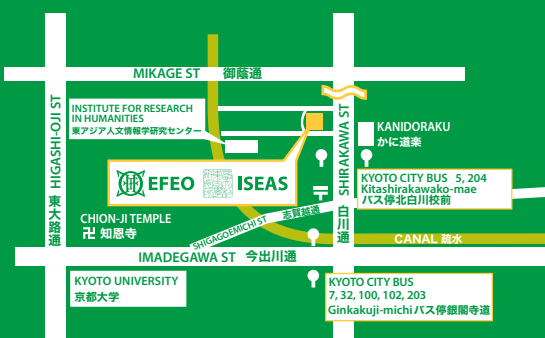 MIKAGE ST 御蔭通
INSTITUTE FOR RESEARCH
IN HUMANITIES
東アジア人文情報学研究センター
HIGASHI-OJI ST 東大路通
SHIRAKAWA ST 白川通
KANIDORAKU
かに道楽
EFEO ISEAS
KYOTO CITY BUS 5, 204
Kitashirakawako-mae
バス停北白川校前
CHION-JI TEMPLE
卍 知恩寺
SHIGAGOEMICHI ST 志賀越通
CANAL 疏水
IMADEGAWA ST 今出川通
KYOTO UNIVERSITY
京都大学
KYOTO CITY BUS
7, 32, 100, 102, 203
Ginkakuji-michi バス停銀閣寺道